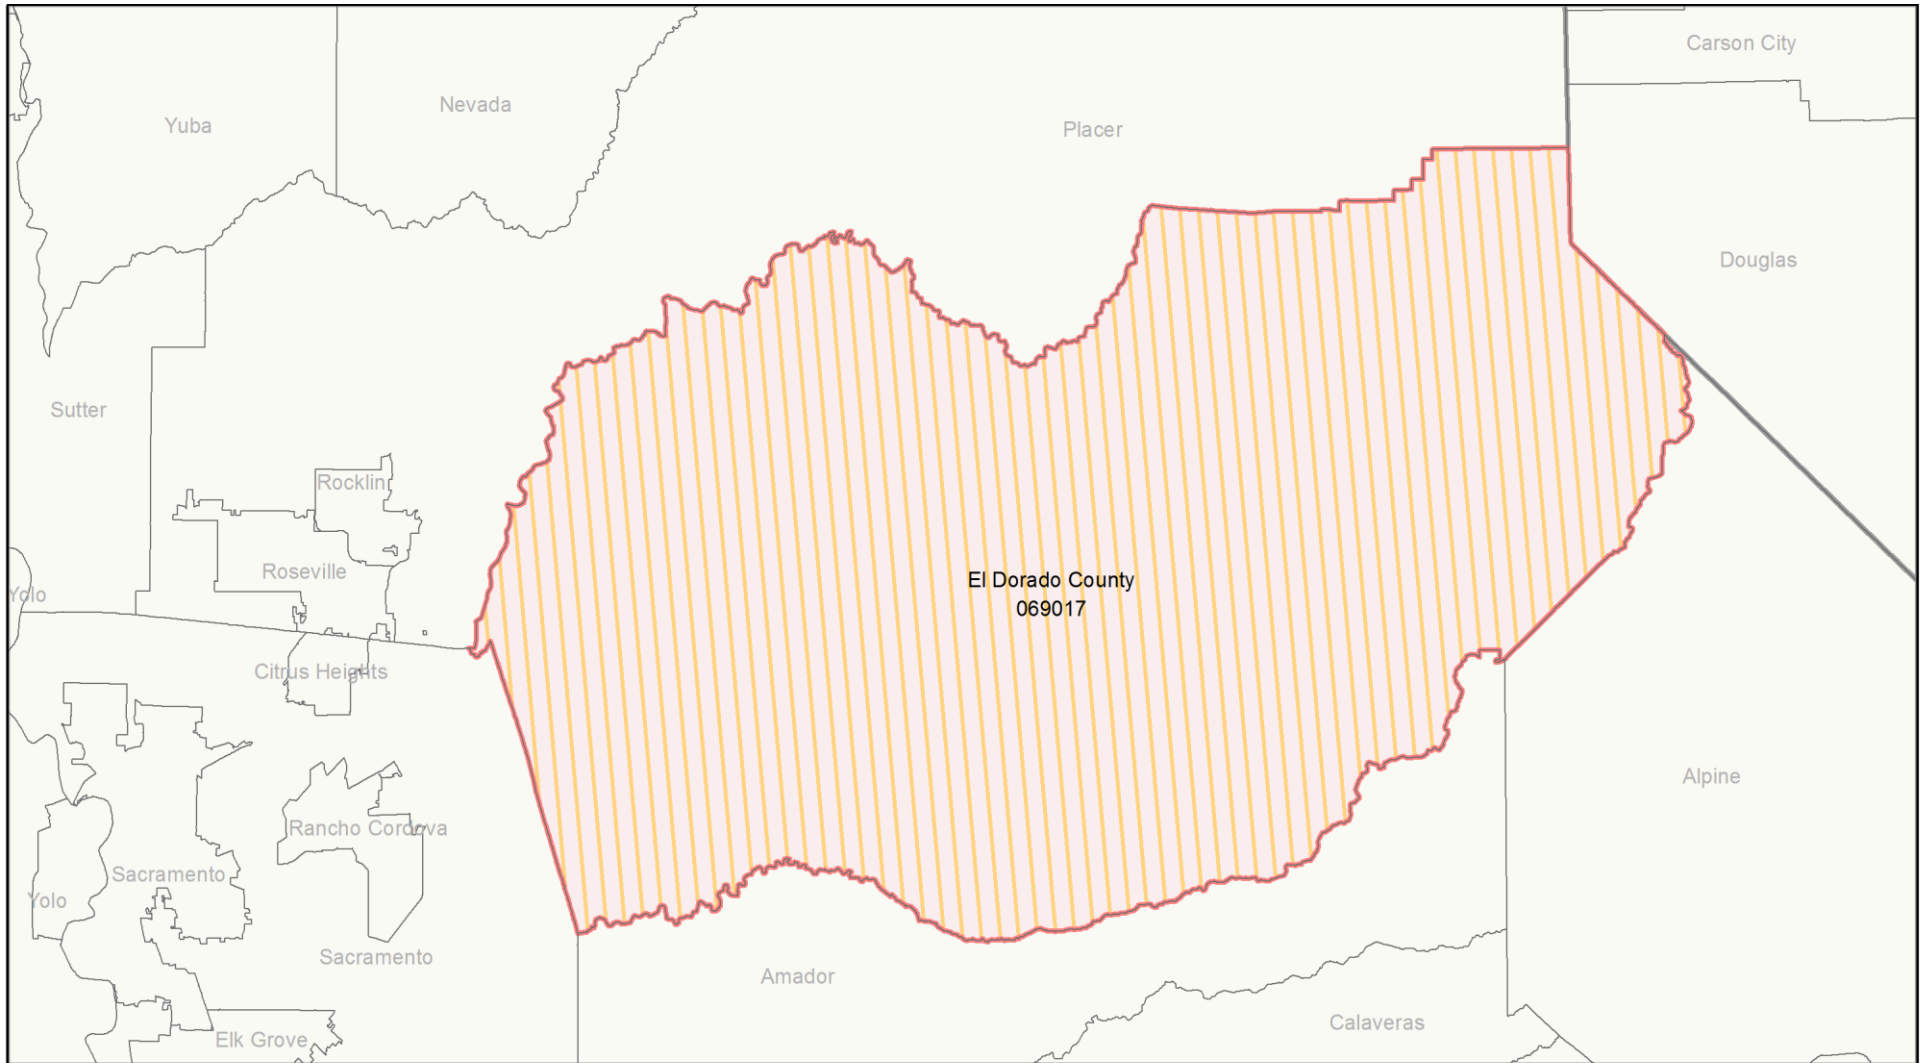 Carson City
Nevada
Yuba
Placer
Douglas
Sutter
Rocklin
Roseville
El Dorado County
069017
Yolo
Citrus Heights
Alpine
Rancho Cordova
Sacramento
Yolo
Sacramento
Amador
Calaveras
Elk Grove